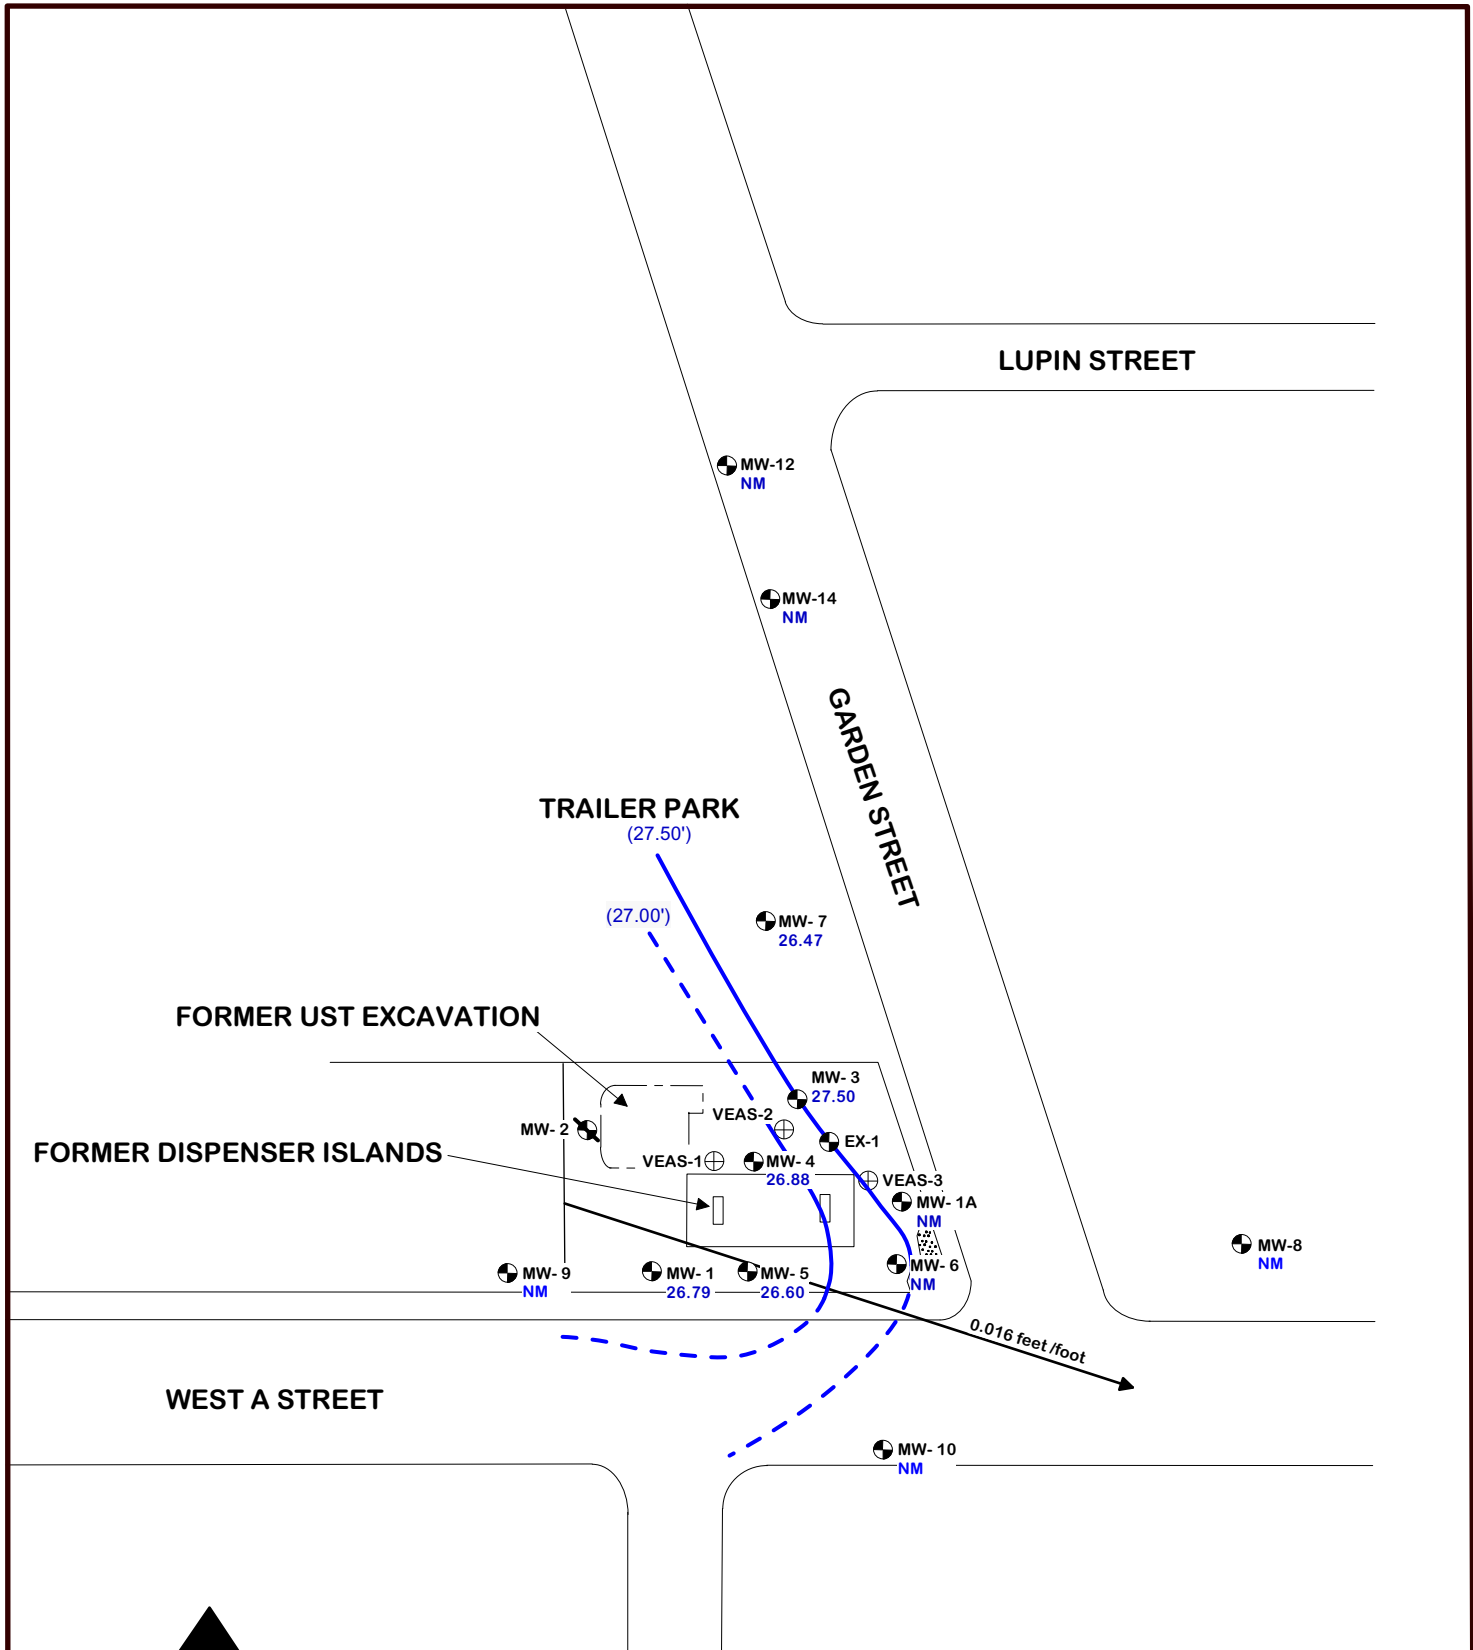 LUPIN STREET
MW-12
NM
MW-14
NM
GARDEN STREET
TRAILER PARK
(27.50')
(27.00')
MW- 7
26.47
FORMER UST EXCAVATION
MW- 3
27.50
VEAS-2
MW- 2
EX-1
FORMER DISPENSER ISLANDS
VEAS-1
MW- 4
26.88
VEAS-3
MW- 1A
NM
MW-8
NM
MW- 9
NM
MW- 1
26.79
MW- 5
26.60
MW- 6
NM
0.016 feet /foot
WEST A STREET
MW- 10
NM